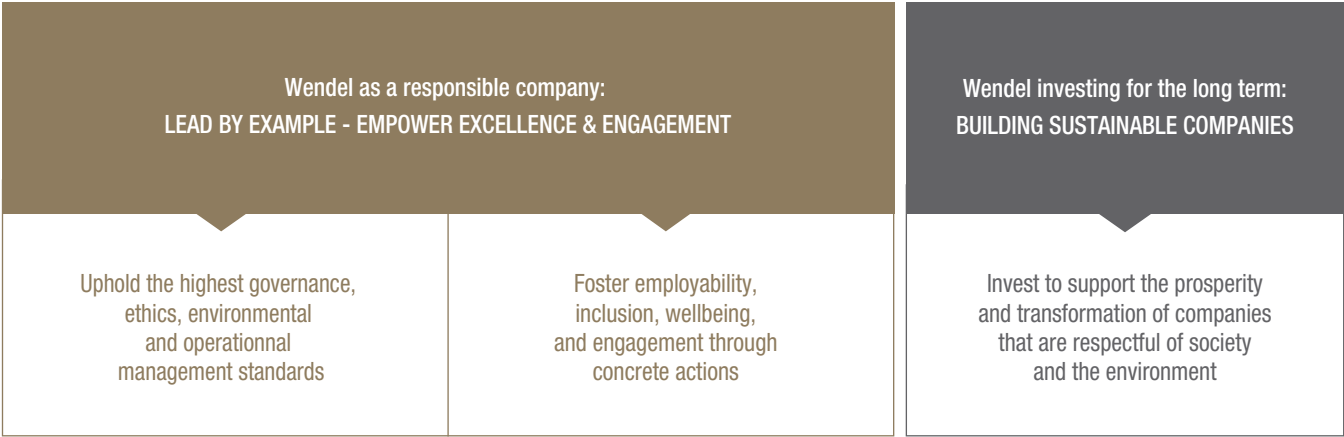 Wendel as a responsible company:
LEAD BY EXAMPLE - EMPOWER EXCELLENCE & ENGAGEMENT
Uphold the highest governance,
ethics, environmental
and operationnal
management standards
Foster employability,
inclusion, wellbeing,
and engagement through
concrete actions
Wendel investing for the long term:
BUILDING SUSTAINABLE COMPANIES
Invest to support the prosperity
and transformation of companies
that are respectful of society
and the environment